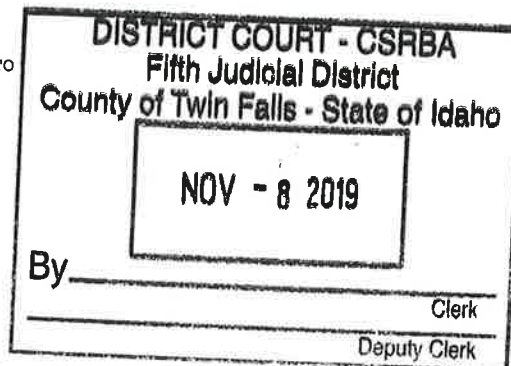 ro
DISTRICT COURT - CSRBA
Fifth Judicial District
County of Twin Falls - State of Idaho
NOV - 8 2019
By
Clerk
Deputy Clerk